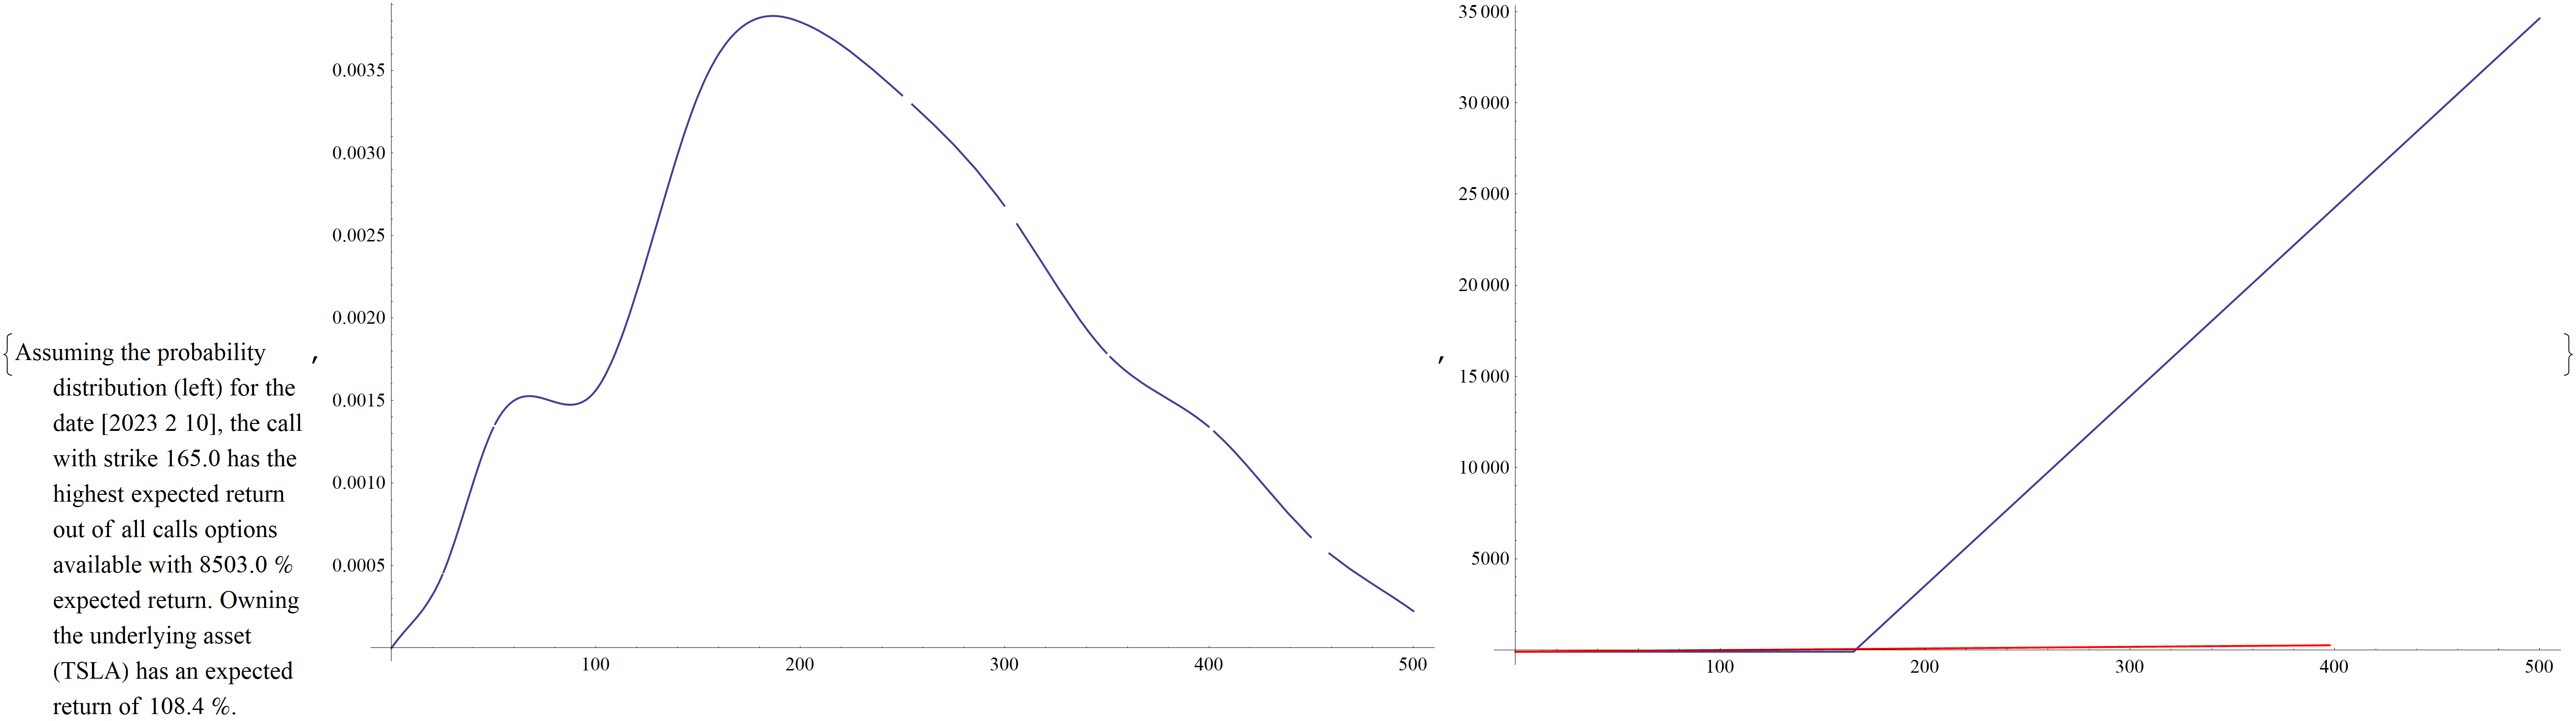 {Assuming the probability ,
distribution (left) for the
date [2023 2 10], the call
with strike 165.0 has the
highest expected return
out of all calls options
available with 8503.0 %
expected return. Owning
the underlying asset
(TSLA) has an expected
return of 108.4 %.
0.0035
0.0030
0.0025
0.0020
0.0015
0.0010
0.0005
100 200 300 400 500
,
35 000
30 000
25 000
20 000
15 000
10 000
5000
100 200 300 400 500
}